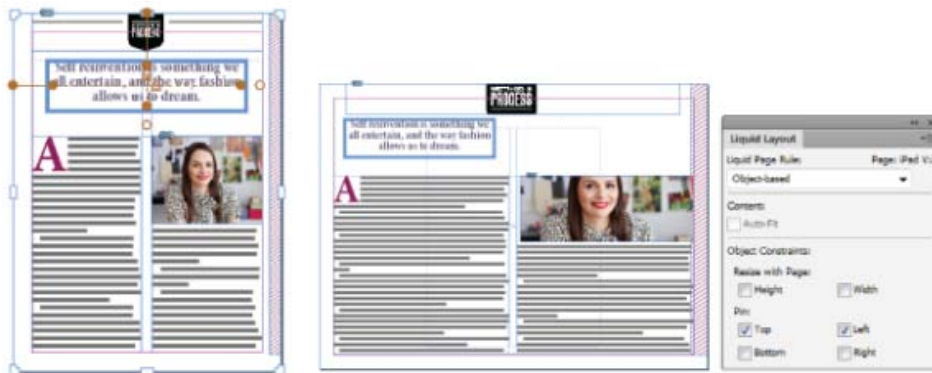 PROCESS
Self reinvention is something we
all entertain, and the way fashion
allows us to dream.
A
PROCESS
Self reinvention is something we
all entertain, and the way fashion
allows us to dream.
A
Liquid Layout
Liquid Page Rule:
Page: iPad V
Object-based
Content:
Auto-Fit
Object Constraints:
Resize with Page:
Height
Width
Pin:
Top
Left
Bottom
Right